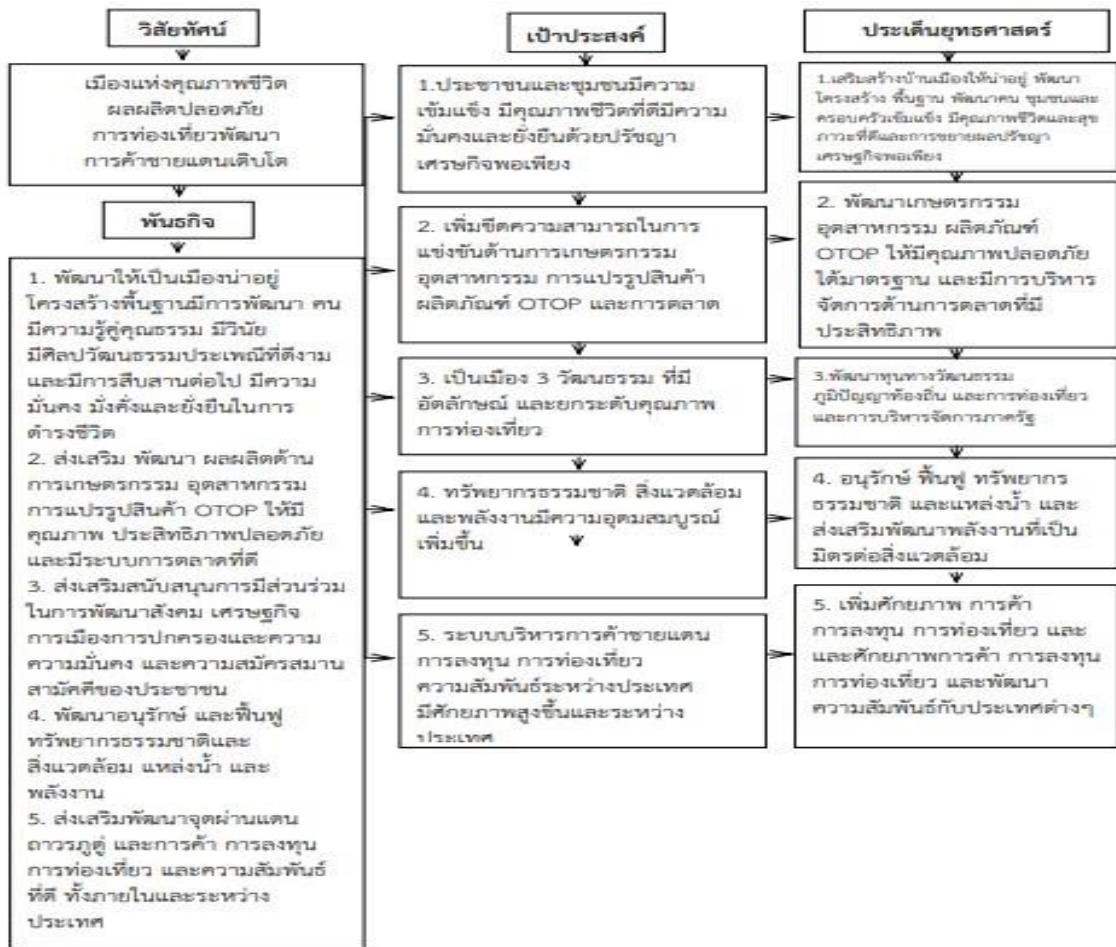 วิสัยทัศน์
เมืองแห่งคุณภาพชีวิต
ผลผลิตปลอดภัย
การท่องเที่ยวพัฒนา
การค้าชายแดนเติบโต
พันธกิจ
1. พัฒนาให้เป็นเมืองน่าอยู่
โครงสร้างพื้นฐานมีการพัฒนา คน
มีความรู้คู่คุณธรรม มีวินัย
มีศิลปวัฒนธรรมประเพณีที่ดีงาม
และมีการสืบสานต่อไป มีความ
มั่นคง มั่งคั่งและยั่งยืนในการ
ดำรงชีวิต
2. ส่งเสริม พัฒนา ผลผลิตด้าน
การเกษตรกรรม อุตสาหกรรม
การแปรรูปสินค้า OTOP ให้มี
คุณภาพ ประสิทธิภาพปลอดภัย
และมีระบบการตลาดที่ดี
3. ส่งเสริมสนับสนุนการมีส่วนร่วม
ในการพัฒนาสังคม เศรษฐกิจ
การเมืองการปกครองและความ
ความมั่นคง และความสมัครสมาน
สามัคคีของประชาชน
4. พัฒนาอนุรักษ์ และฟื้นฟู
ทรัพยากรธรรมชาติและ
สิ่งแวดล้อม แหล่งน้ำ และ
พลังงาน
5. ส่งเสริมพัฒนาจุดผ่านแดน
ถาวรภูดู่ และการค้า การลงทุน
การท่องเที่ยว และความสัมพันธ์
ที่ดี ทั้งภายในและระหว่าง
ประเทศ
เป้าประสงค์
1.ประชาชนและชุมชนมีความ
เข้มแข็ง มีคุณภาพชีวิตที่ดีมีความ
มั่นคงและยั่งยืนด้วยปรัชญา
เศรษกิจพอเพียง
2. เพิ่มขีดความสามารถในการ
แข่งขันด้านการเกษตรกรรม
อุตสาหกรรม การแปรรูปสินค้า
ผลิตภัณฑ์ OTOP และการตลาด
3. เป็นเมือง 3 วัฒนธรรม ที่มี
อัตลักษณ์ และยกระดับคุณภาพ
การท่องเที่ยว
4. ทรัพยากรธรรมชาติ สิ่งแวดล้อม
และพลังงานมีความอุดมสมบูรณ์
เพิ่มขึ้น
5. ระบบบริหารการค้าชายแดน
การลงทุน การท่องเที่ยว
ความสัมพันธ์ระหว่างประเทศ
มีศักยภาพสูงขึ้นและระหว่าง
ประเทศ
ประเด็นยุทธศาสตร์
1.เสริมสร้างบ้านเมืองให้น่าอยู่ พัฒนา
โครงสร้าง พื้นฐาน พัฒนาคน ชุมชนและ
ครอบครัวเข้มแข็ง มีคุณภาพชีวิตและสุข
ภาวะที่ดีและการขยายผลปรัชญา
เศรษฐกิจพอเพียง
2. พัฒนาเกษตรกรรม
อุตสาหกรรม ผลิตภัณฑ์
OTOP ให้มีคุณภาพปลอดภัย
ได้มาตรฐาน และมีการบริหาร
จัดการด้านการตลาดที่มี
ประสิทธิภาพ
3.พัฒนาทุนทางวัฒนธรรม
ภูมิปัญญาท้องถิ่น และการท่องเที่ยว
และการบริหารจัดการภาครัฐ
4. อนุรักษ์ ฟื้นฟู ทรัพยากร
ธรรมชาติ และแหล่งน้ำ และ
ส่งเสริมพัฒนาพลังงานที่เป็น
มิตรต่อสิ่งแวดล้อม
5. เพิ่มศักยภาพ การค้า
การลงทุน การท่องเที่ยว และ
และศักยภาพการค้า การลงทุน
การท่องเที่ยว และพัฒนา
ความสัมพันธ์กับประเทศต่างๆ